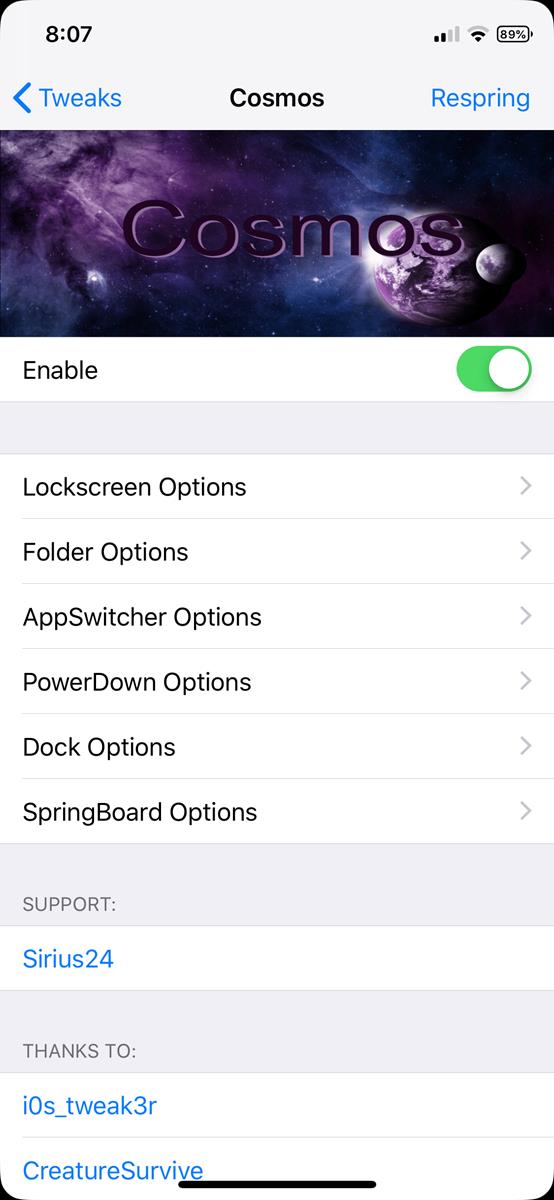 8:07
89%
Tweaks
Cosmos
Respring
Cosmos
Enable
Lockscreen Options
Folder Options
AppSwitcher Options
PowerDown Options
Dock Options
SpringBoard Options
SUPPORT:
Sirius24
THANKS TO:
i0s_tweak3r
CreatureSurvive